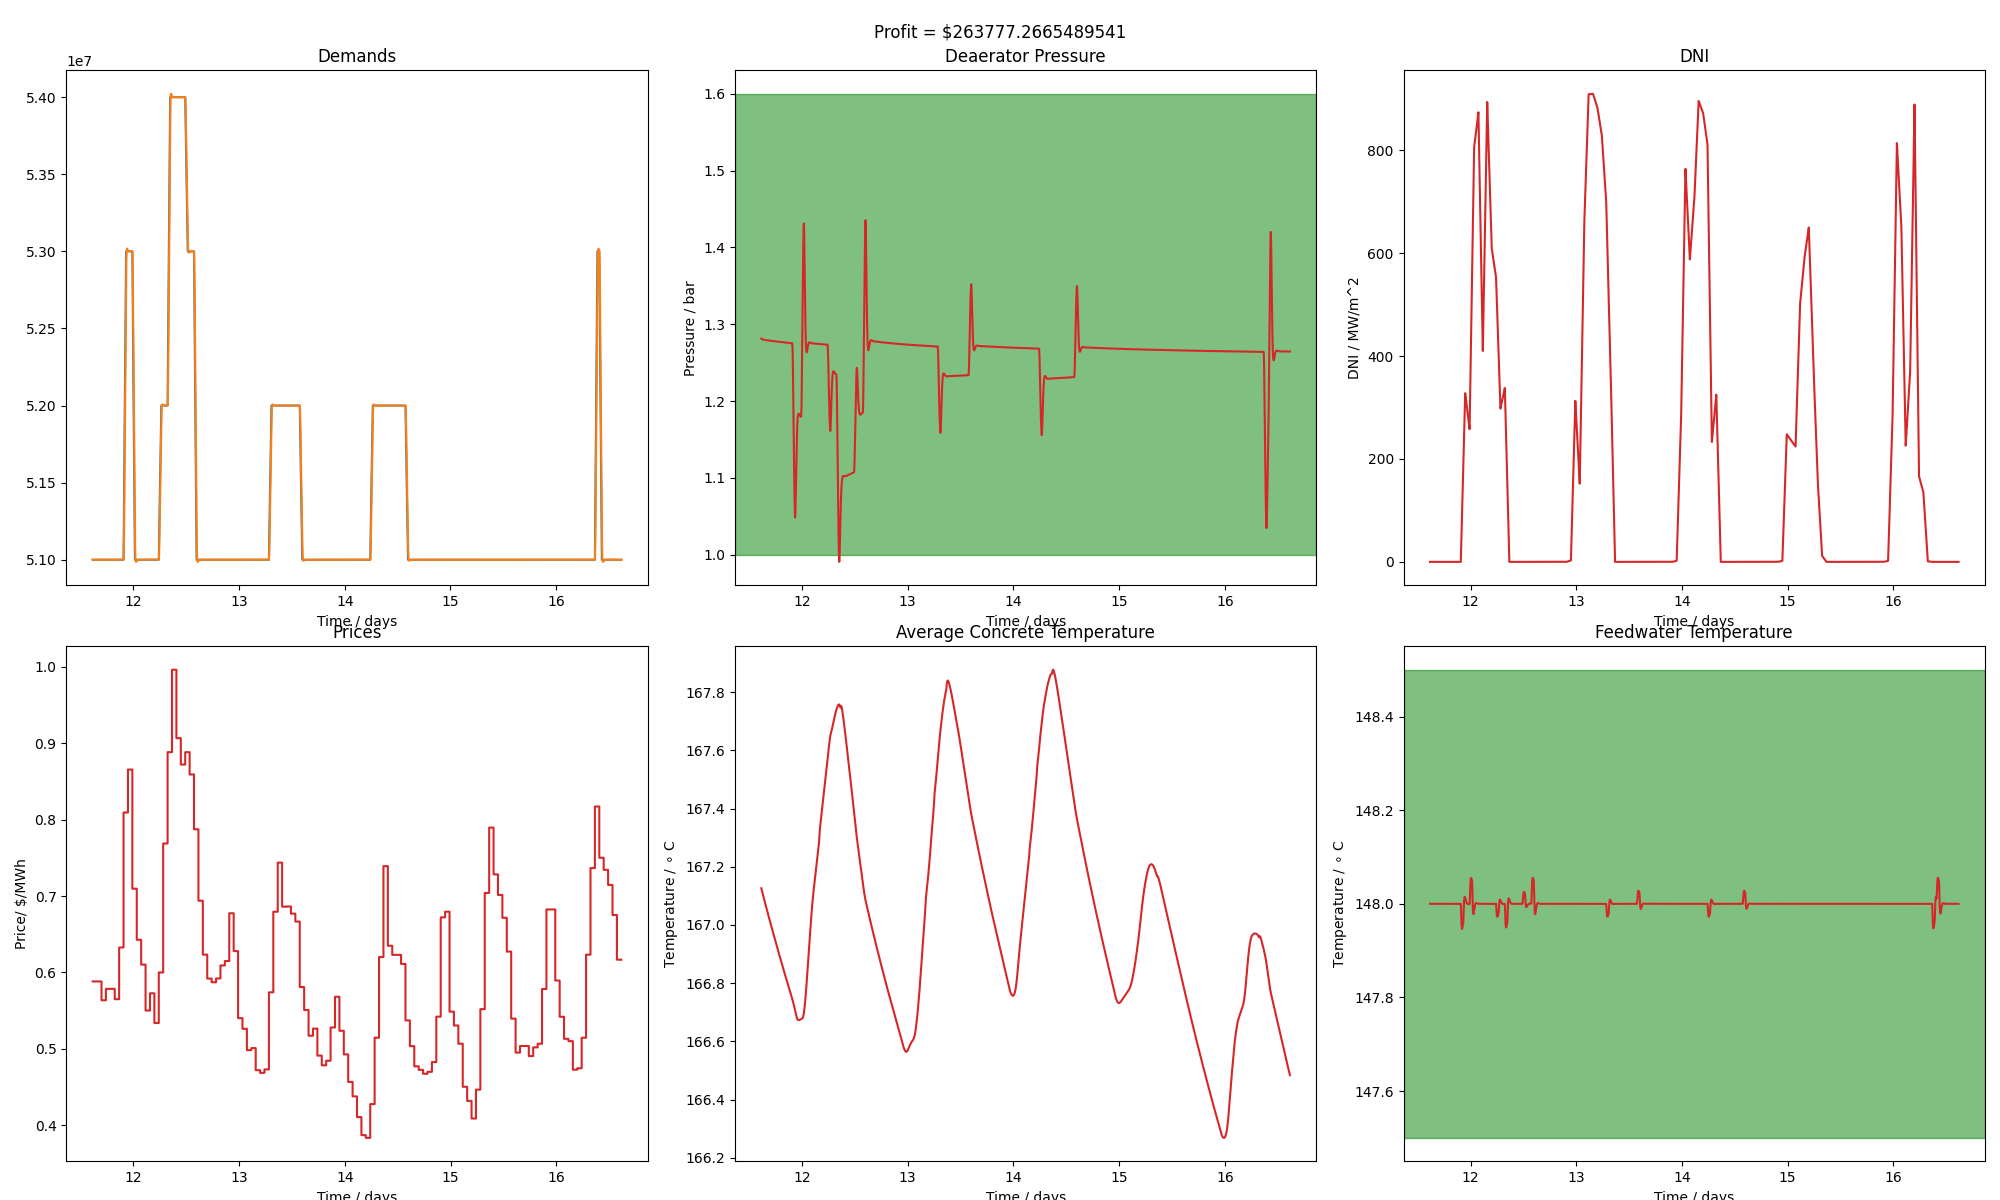 Profit = $263777.2665489541
Demands
1e7
5.40
5.35
5.30
5.25
5.20
5.15
5.10
12 13 14 15 16
Time / days
Deaerator Pressure
Pressure / bar
1.6
1.5
1.4
1.3
1.2
1.1
1.0
12 13 14 15 16
Time / days
DNI
DNI / MW/m^2
800
600
400
200
0
12 13 14 15 16
Time / days
Prices
Price/ $/MWh
1.0
0.9
0.8
0.7
0.6
0.5
0.4
12 13 14 15 16
Time / days
Average Concrete Temperature
Temperature / ∘ C
167.8
167.6
167.4
167.2
167.0
166.8
166.6
166.4
166.2
12 13 14 15 16
Time / days
Feedwater Temperature
Temperature / ∘ C
148.4
148.2
148.0
147.8
147.6
12 13 14 15 16
Time / days